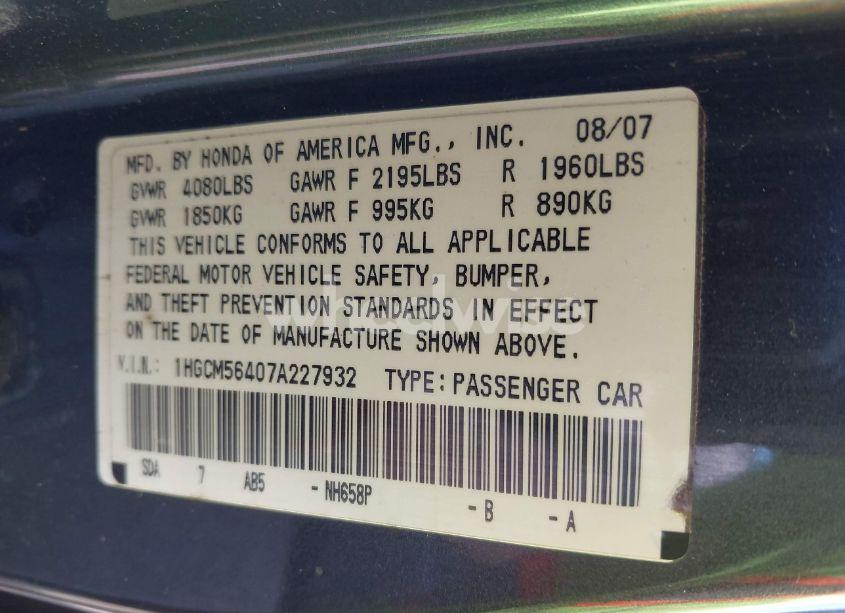 MFD. BY HONDA OF AMERICA MFG., INC. 08/07
GVWR 4080LBS GAWR F 2195LBS R 1960LBS
GVWR 1850KG GAWR F 995KG R 890KG
THIS VEHICLE CONFORMS TO ALL APPLICABLE
FEDERAL MOTOR VEHICLE SAFETY, BUMPER,
AND THEFT PREVENTION STANDARDS IN EFFECT
ON THE DATE OF MANUFACTURE SHOWN ABOVE.
V.I.N.: 1HGCM56407A227932 TYPE: PASSENGER CAR
SDA 7 AB5 - NH658P - B - A